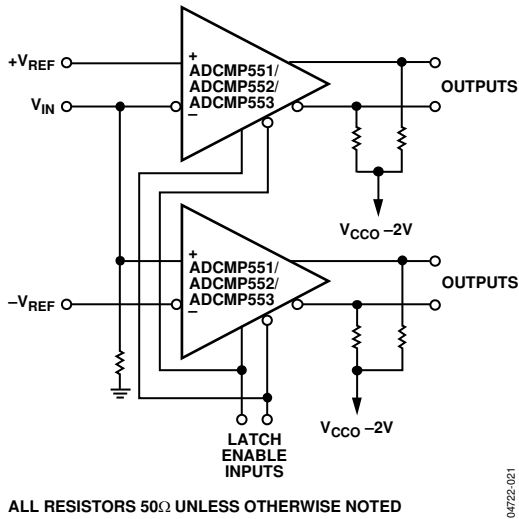 +
+VREF
ADCMP551/
OUTPUTS
ADCMP552/
VIN
ADCMP553
–
VCCO –2V
+
ADCMP551/
OUTPUTS
ADCMP552/
–VREF
ADCMP553
–
VCCO –2V
LATCH
ENABLE
INPUTS
ALL RESISTORS 50Ω UNLESS OTHERWISE NOTED
04722-021